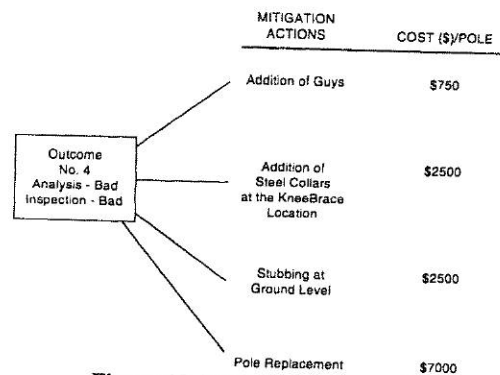 MITIGATION
ACTIONS
COST ($)/POLE
Addition of Guys
$750
Outcome
No. 4
Analysis - Bad
Inspection - Bad
Addition of
Steel Collars
at the KneeBrace
Location
$2500
Stubbing at
Ground Level
$2500
Pole Replacement
$7000